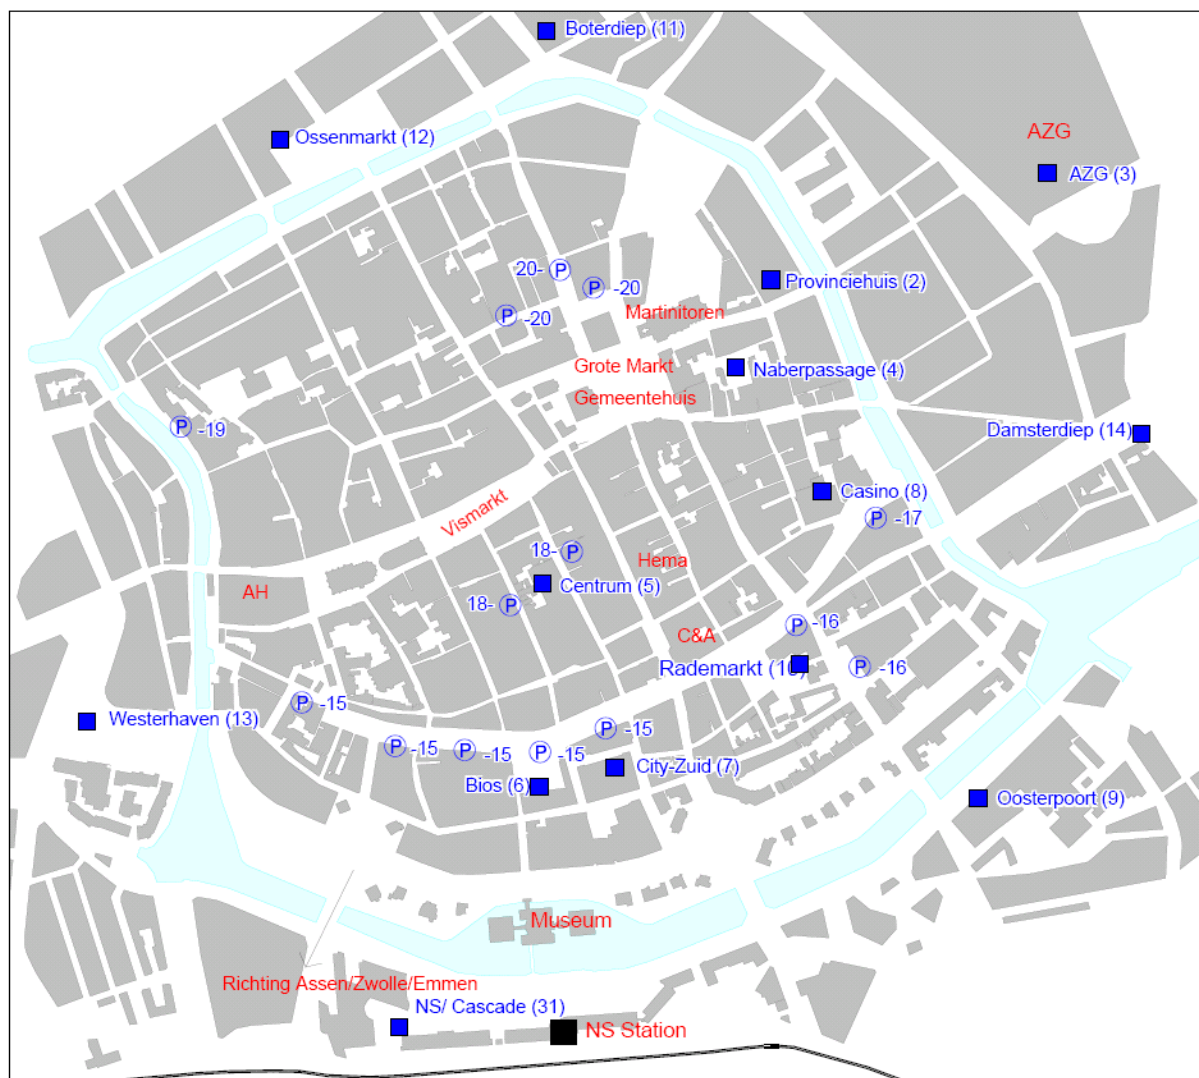 Boterdiep (11)
AZG
Ossenmarkt (12)
AZG (3)
20- P
P -20
Provinciehuis (2)
P -20
Martinitoren
Grote Markt
Naberpassage (4)
Gemeentehuis
P -19
Damsterdiep (14)
Casino (8)
Vismarkt
P -17
18- P
Hema
Centrum (5)
AH
18- P
P -16
C&A
Rademarkt (10)
P -16
P -15
Westerhaven (13)
P -15
P -15
P -15
P -15
City-Zuid (7)
Bios (6)
Oosterpoort (9)
Museum
Richting Assen/Zwolle/Emmen
NS/ Cascade (31)
NS Station